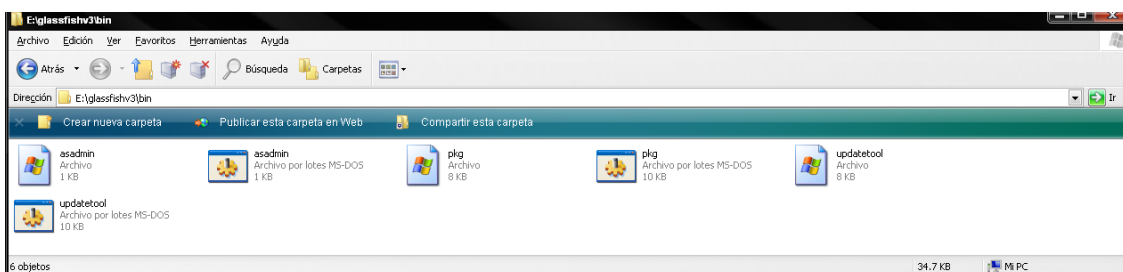 E:\glassfishv3\bin
Archivo Edición Ver Favoritos Herramientas Ayuda
Atrás Búsqueda Carpetas
Dirección E:\glassfishv3\bin Ir
Crear nueva carpeta Publicar esta carpeta en Web Compartir esta carpeta
asadmin
Archivo
1 KB
asadmin
Archivo por lotes MS-DOS
1 KB
pkg
Archivo
8 KB
pkg
Archivo por lotes MS-DOS
10 KB
updatetool
Archivo
8 KB
updatetool
Archivo por lotes MS-DOS
10 KB
6 objetos 34.7 KB Mi PC